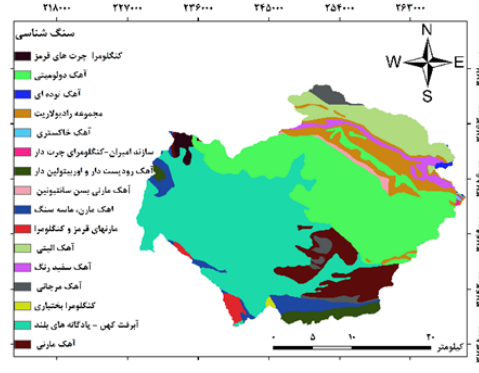 ۲۱۸۰۰۰ ۲۲۷۰۰۰ ۲۳۶۰۰۰ ۲۴۵۰۰۰ ۲۵۴۰۰۰ ۲۶۳۰۰۰
سنگ شناسی
کنگلومرا چرت های قرمز
آهک دولومیتی
آهک توده ای
مجموعه رادیولاریت
آهک خاکستری
سازند امیران-کنگلومرای چرت دار
آهک رودیست دار و اوربیتولین دار
آهک مارنی بسن سانتیونین
اهک مارن، ماسه سنگ
مارنهای قرمز و کنگلومرا
آهک البتی
آهک سفید رنگ
آهک مرجانی
کنگلومرا بختیاری
آبرفت کهن - پادگانه های بلند
آهک مارنی
N
W E
S
۰ ۵ ۱۰ ۲۰
کیلومتر